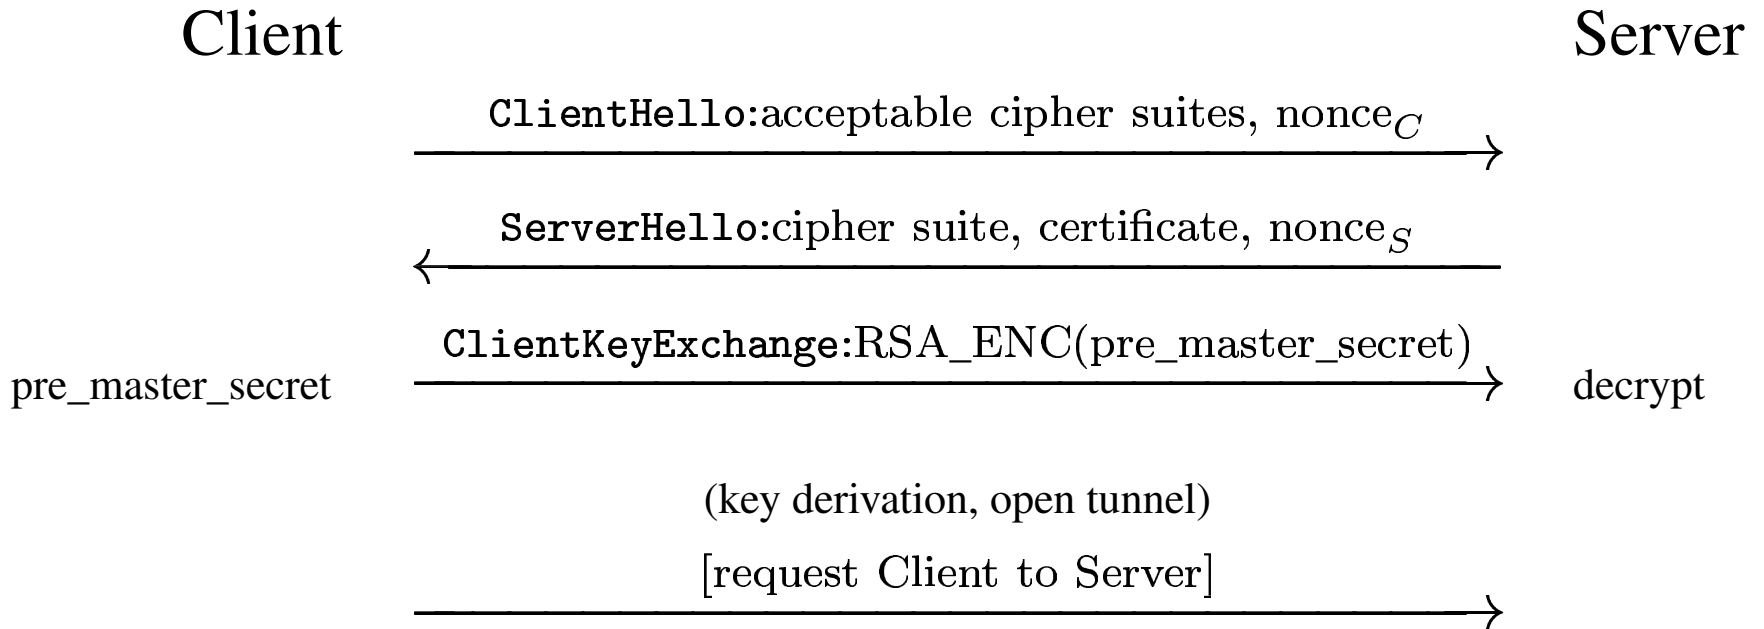 Client Server
ClientHello:acceptable cipher suites, nonce_C
ServerHello:cipher suite, certificate, nonce_S
ClientKeyExchange:RSA_ENC(pre_master_secret)
pre_master_secret decrypt
(key derivation, open tunnel)
[request Client to Server]